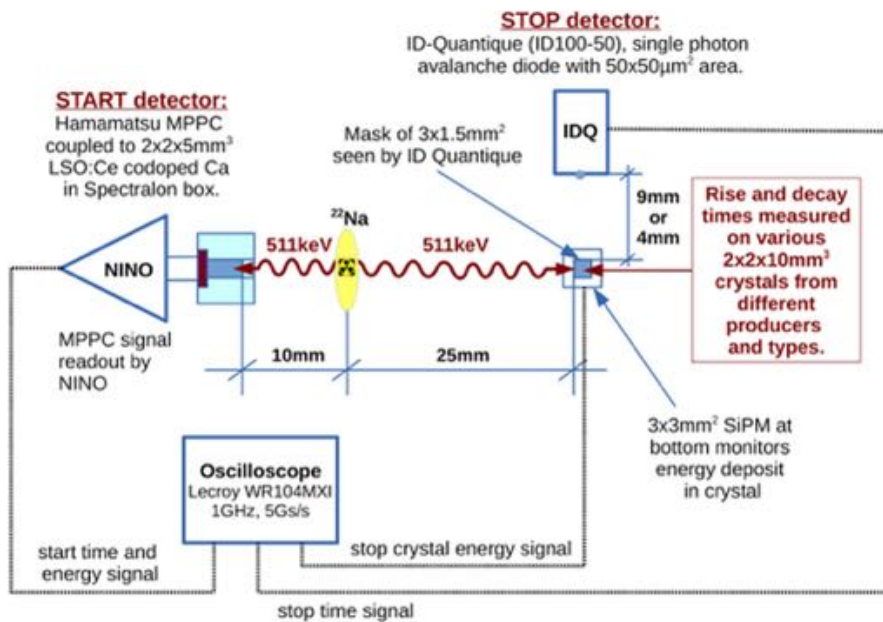 STOP detector:
ID-Quantique (ID100-50), single photon
avalanche diode with 50x50µm² area.
START detector:
Hamamatsu MPPC
coupled to 2x2x5mm³
LSO:Ce codoped Ca
in Spectralon box.
Mask of 3x1.5mm²
seen by ID Quantique
IDQ
9mm
or
4mm
Rise and decay
times measured
on various
2x2x10mm³
crystals from
different
producers
and types.
²²Na
511keV
511keV
NINO
MPPC signal
readout by
NINO
10mm
25mm
3x3mm² SiPM at
bottom monitors
energy deposit
in crystal
Oscilloscope
Lecroy WR104MXI
1GHz, 5Gs/s
start time and
energy signal
stop crystal energy signal
stop time signal